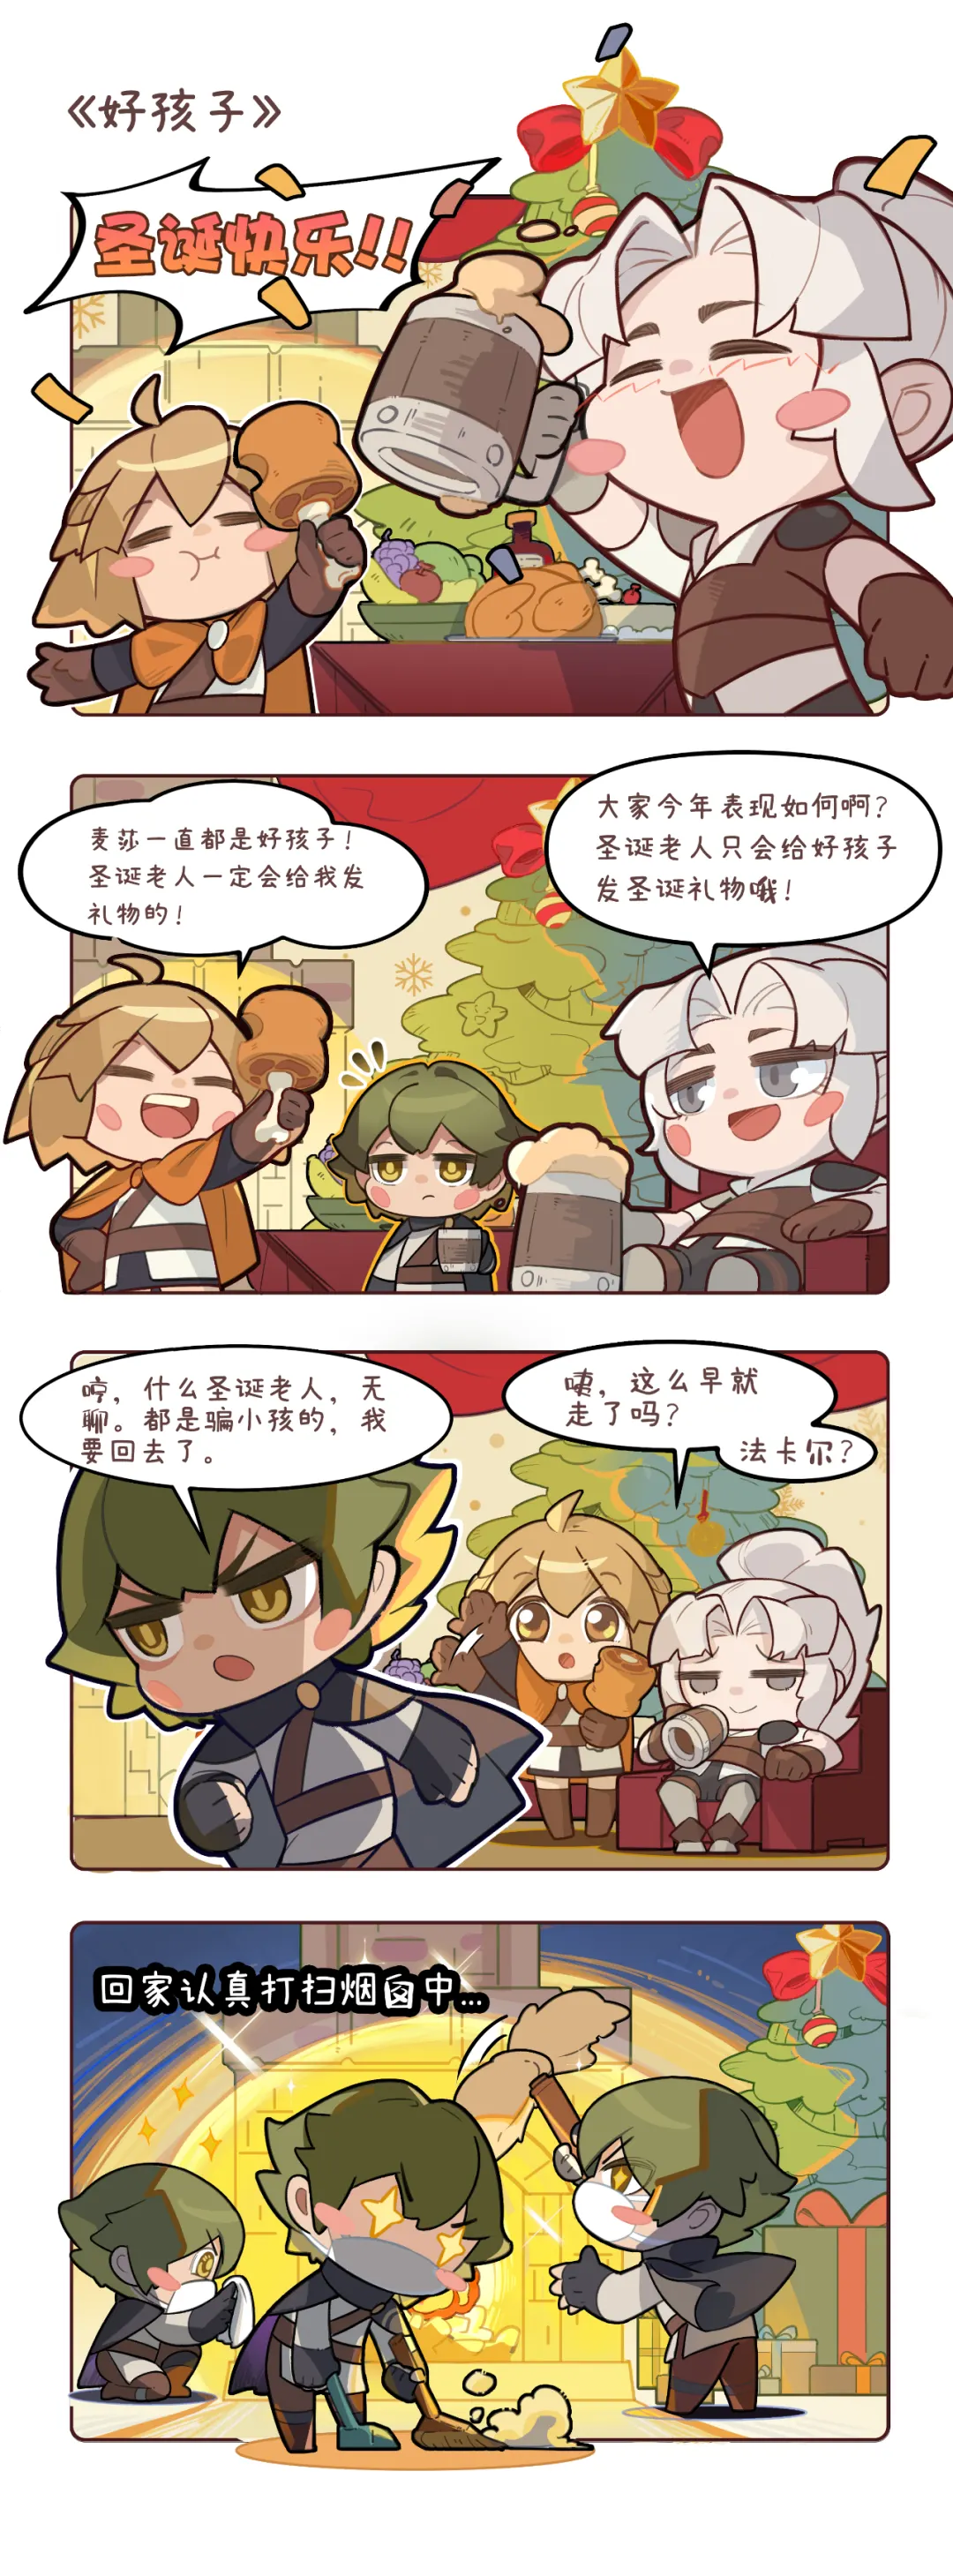 《好孩子》
圣诞快乐!!
大家今年表现如何啊?
圣诞老人只会给好孩子
发圣诞礼物哦!
麦莎一直都是好孩子!
圣诞老人一定会给我发
礼物的!
哼，什么圣诞老人，无
聊。都是骗小孩的，我
要回去了。
咦，这么早就
走了吗?
法卡尔?
回家认真打扫烟囱中...